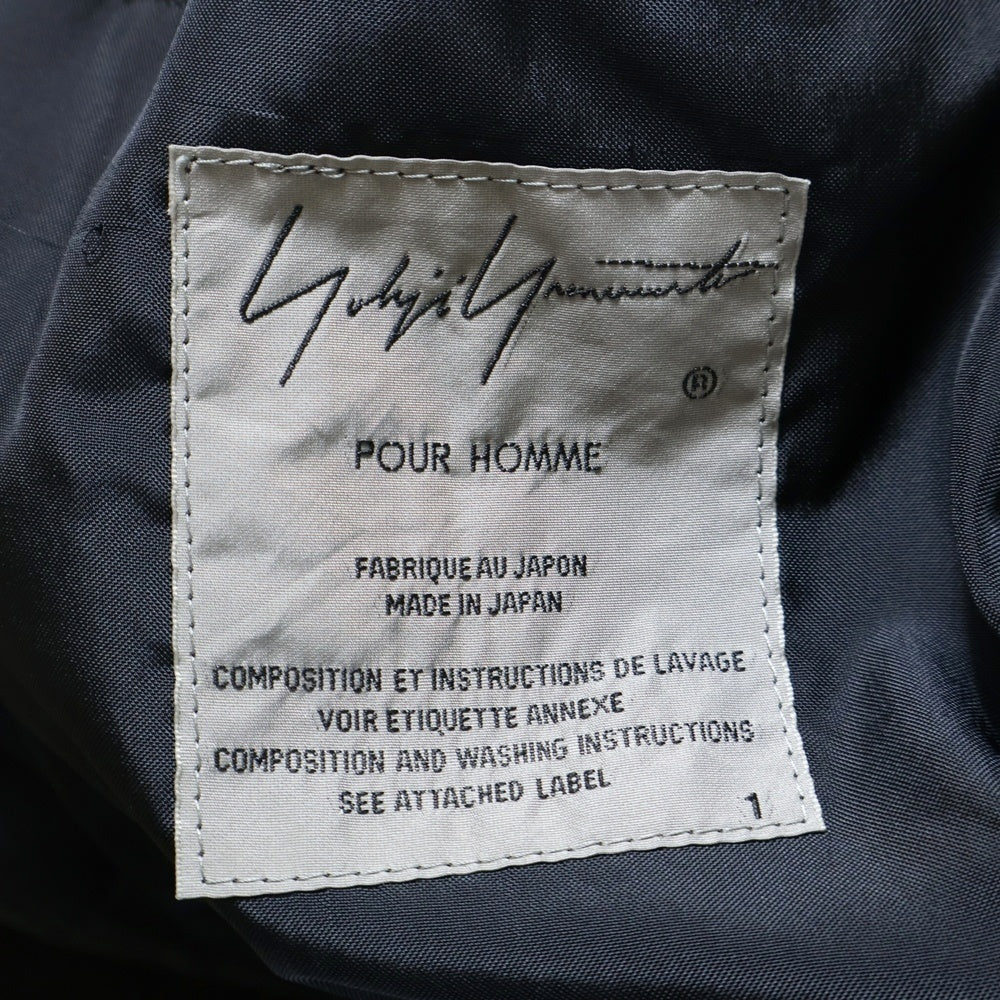 Yohji Yamamoto
®
POUR HOMME
FABRIQUE AU JAPON
MADE IN JAPAN
COMPOSITION ET INSTRUCTIONS DE LAVAGE
VOIR ETIQUETTE ANNEXE
COMPOSITION AND WASHING INSTRUCTIONS
SEE ATTACHED LABEL
1